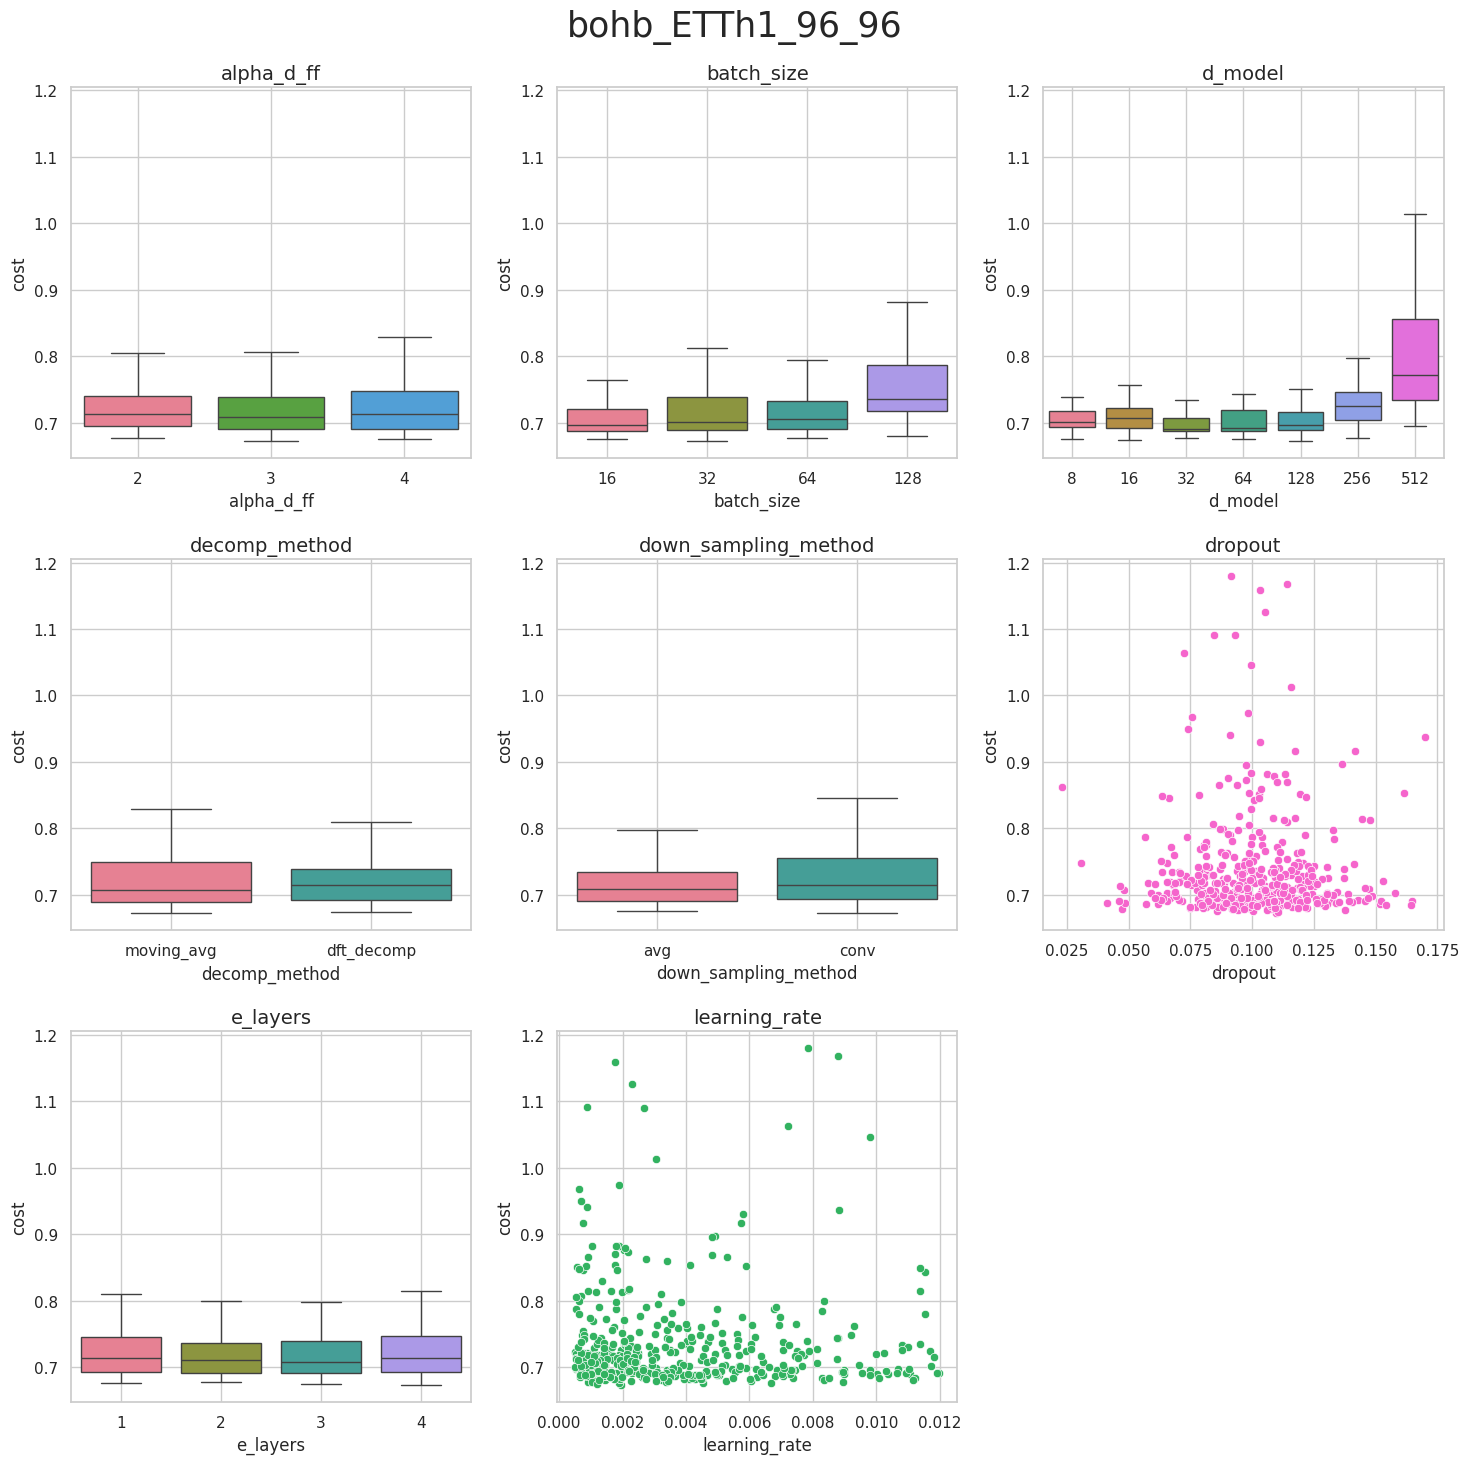 bohb_ETTh1_96_96
alpha_d_ff
1.2
1.1
1.0
0.9
0.8
0.7
cost
2 3 4
alpha_d_ff
batch_size
1.2
1.1
1.0
0.9
0.8
0.7
cost
16 32 64 128
batch_size
d_model
1.2
1.1
1.0
0.9
0.8
0.7
cost
8 16 32 64 128 256 512
d_model
decomp_method
1.2
1.1
1.0
0.9
0.8
0.7
cost
moving_avg dft_decomp
decomp_method
down_sampling_method
1.2
1.1
1.0
0.9
0.8
0.7
cost
avg conv
down_sampling_method
dropout
1.2
1.1
1.0
0.9
0.8
0.7
cost
0.025 0.050 0.075 0.100 0.125 0.150 0.175
dropout
e_layers
1.2
1.1
1.0
0.9
0.8
0.7
cost
1 2 3 4
e_layers
learning_rate
1.2
1.1
1.0
0.9
0.8
0.7
cost
0.000 0.002 0.004 0.006 0.008 0.010 0.012
learning_rate